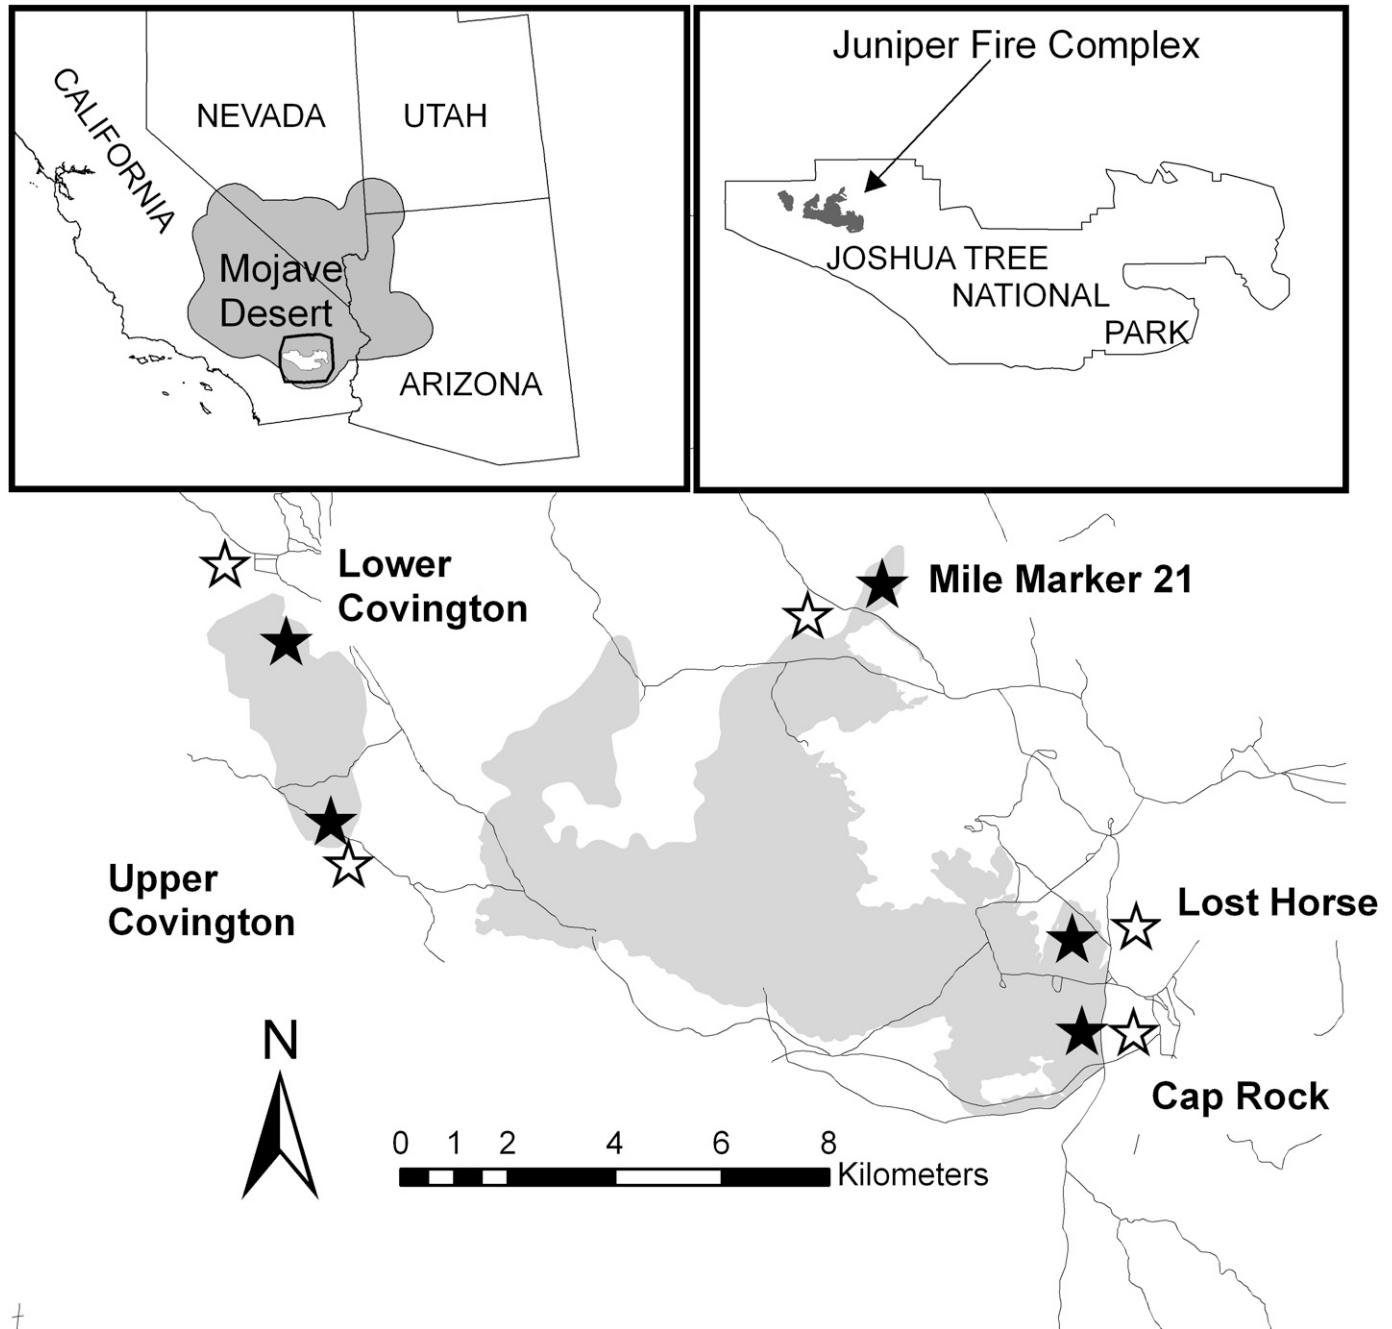 CALIFORNIA
NEVADA
UTAH
Mojave
Desert
ARIZONA
Juniper Fire Complex
JOSHUA TREE
NATIONAL
PARK
Lower
Covington
Mile Marker 21
Upper
Covington
Lost Horse
Cap Rock
N
0 1 2 4 6 8
Kilometers